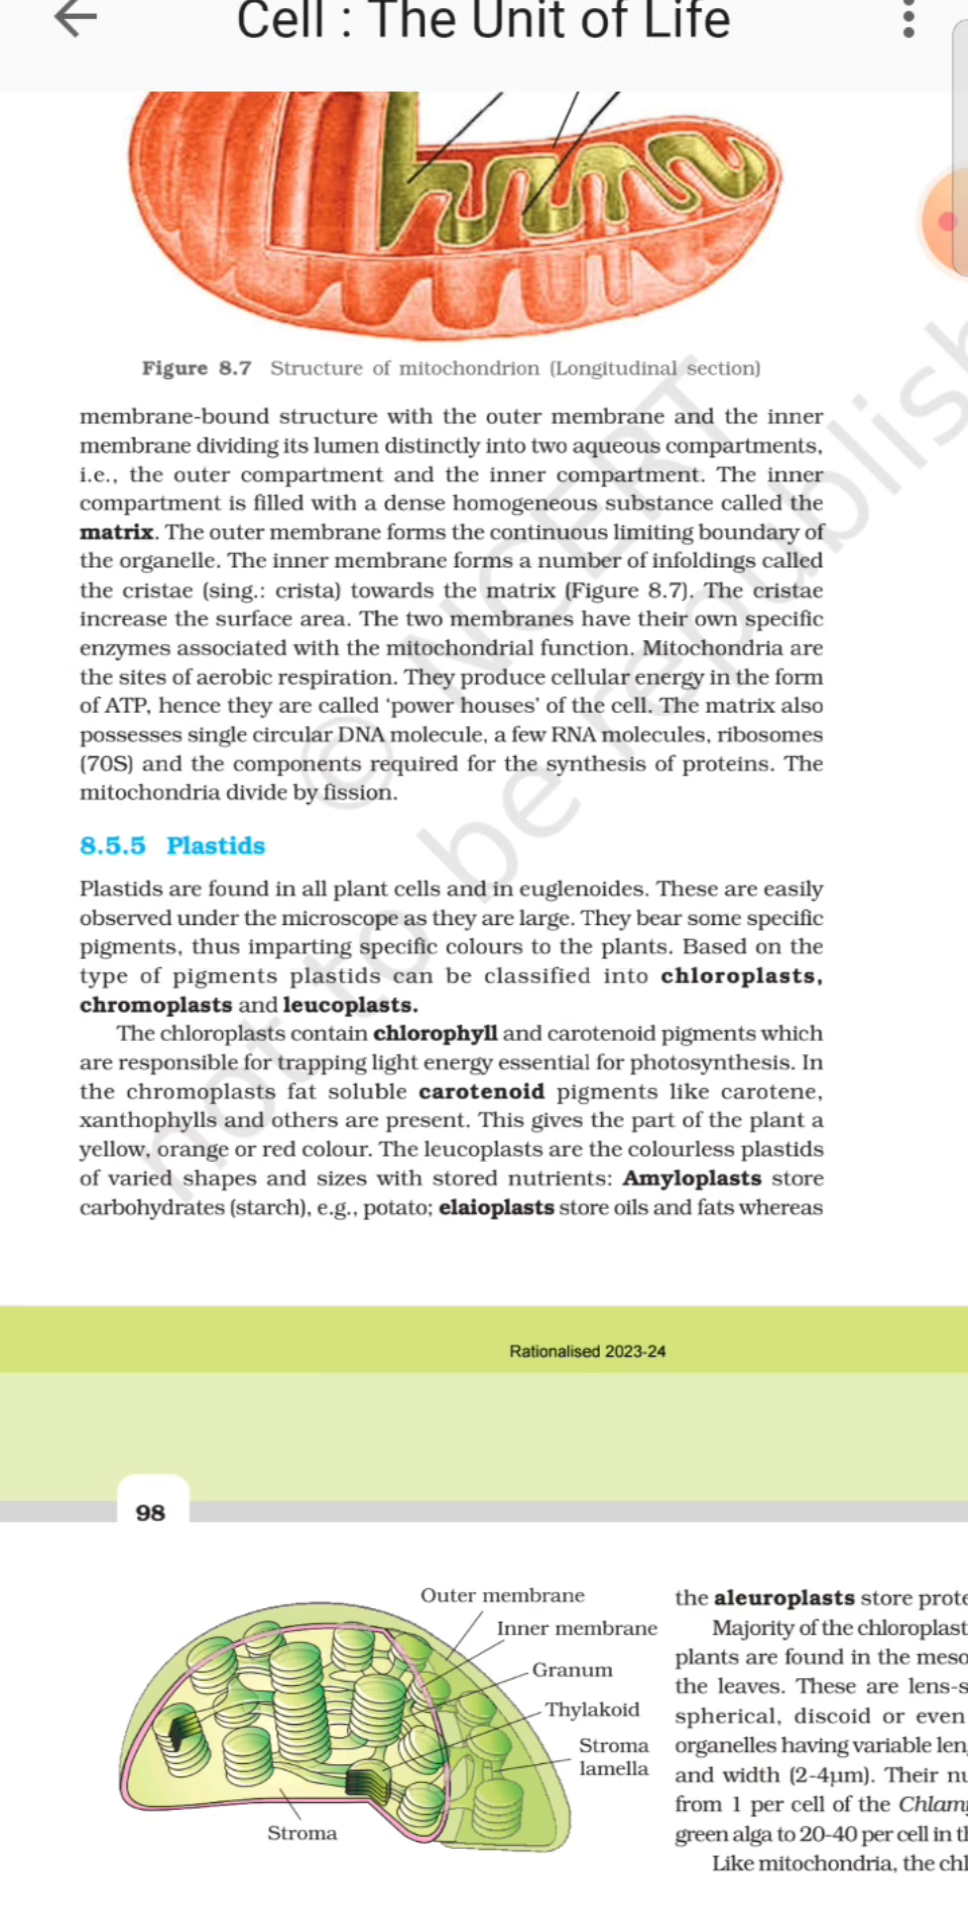 Cell : The Unit of Life
Figure 8.7 Structure of mitochondrion (Longitudinal section)
membrane-bound structure with the outer membrane and the inner
membrane dividing its lumen distinctly into two aqueous compartments,
i.e., the outer compartment and the inner compartment. The inner
compartment is filled with a dense homogeneous substance called the
matrix. The outer membrane forms the continuous limiting boundary of
the organelle. The inner membrane forms a number of infoldings called
the cristae (sing.: crista) towards the matrix (Figure 8.7). The cristae
increase the surface area. The two membranes have their own specific
enzymes associated with the mitochondrial function. Mitochondria are
the sites of aerobic respiration. They produce cellular energy in the form
of ATP, hence they are called ‘power houses’ of the cell. The matrix also
possesses single circular DNA molecule, a few RNA molecules, ribosomes
(70S) and the components required for the synthesis of proteins. The
mitochondria divide by fission.
8.5.5 Plastids
Plastids are found in all plant cells and in euglenoides. These are easily
observed under the microscope as they are large. They bear some specific
pigments, thus imparting specific colours to the plants. Based on the
type of pigments plastids can be classified into chloroplasts,
chromoplasts and leucoplasts.
The chloroplasts contain chlorophyll and carotenoid pigments which
are responsible for trapping light energy essential for photosynthesis. In
the chromoplasts fat soluble carotenoid pigments like carotene,
xanthophylls and others are present. This gives the part of the plant a
yellow, orange or red colour. The leucoplasts are the colourless plastids
of varied shapes and sizes with stored nutrients: Amyloplasts store
carbohydrates (starch), e.g., potato; elaioplasts store oils and fats whereas
© NCERT
not to be republish
Rationalised 2023-24
98
Outer membrane
Inner membrane
Granum
Thylakoid
Stroma
lamella
Stroma
the aleuroplasts store prote
Majority of the chloroplast
plants are found in the meso
the leaves. These are lens-s
spherical, discoid or even
organelles having variable len
and width (2-4µm). Their nu
from 1 per cell of the Chlam
green alga to 20-40 per cell in th
Like mitochondria, the chl